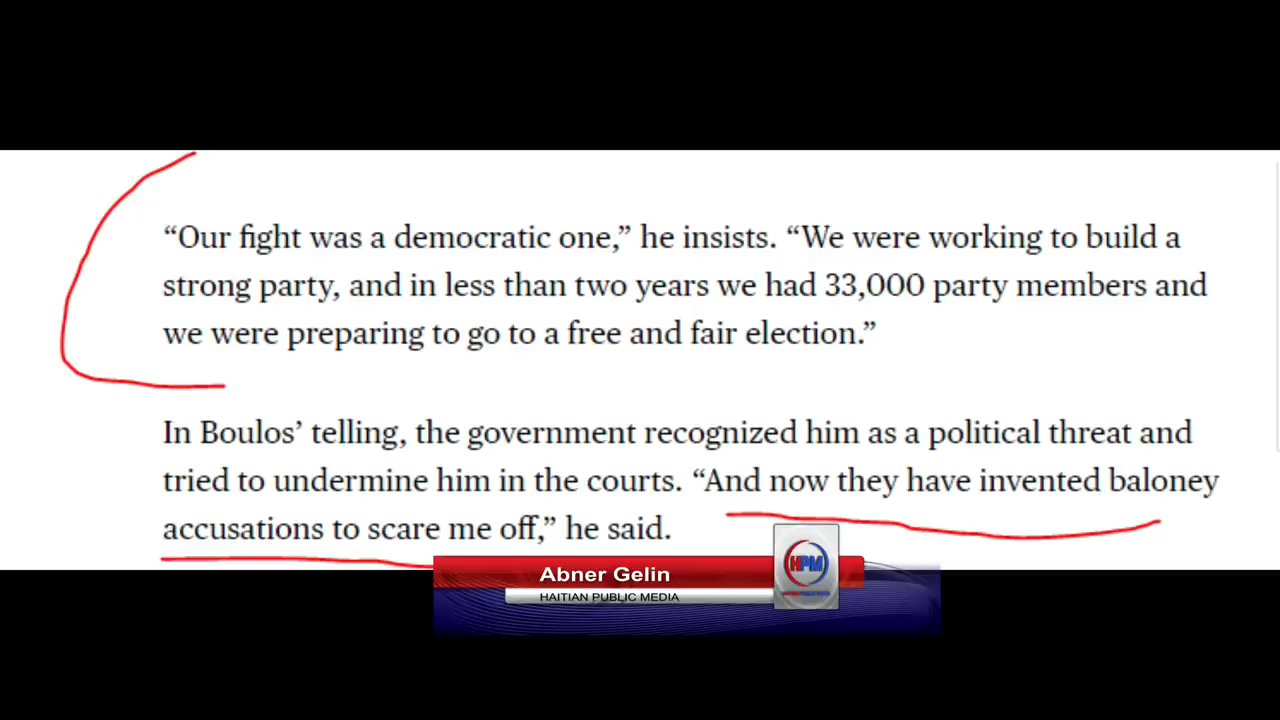 “Our fight was a democratic one,” he insists. “We were working to build a
strong party, and in less than two years we had 33,000 party members and
we were preparing to go to a free and fair election.”
In Boulos’ telling, the government recognized him as a political threat and
tried to undermine him in the courts. “And now they have invented baloney
accusations to scare me off,” he said.
Abner Gelin
HAITIAN PUBLIC MEDIA
HPM